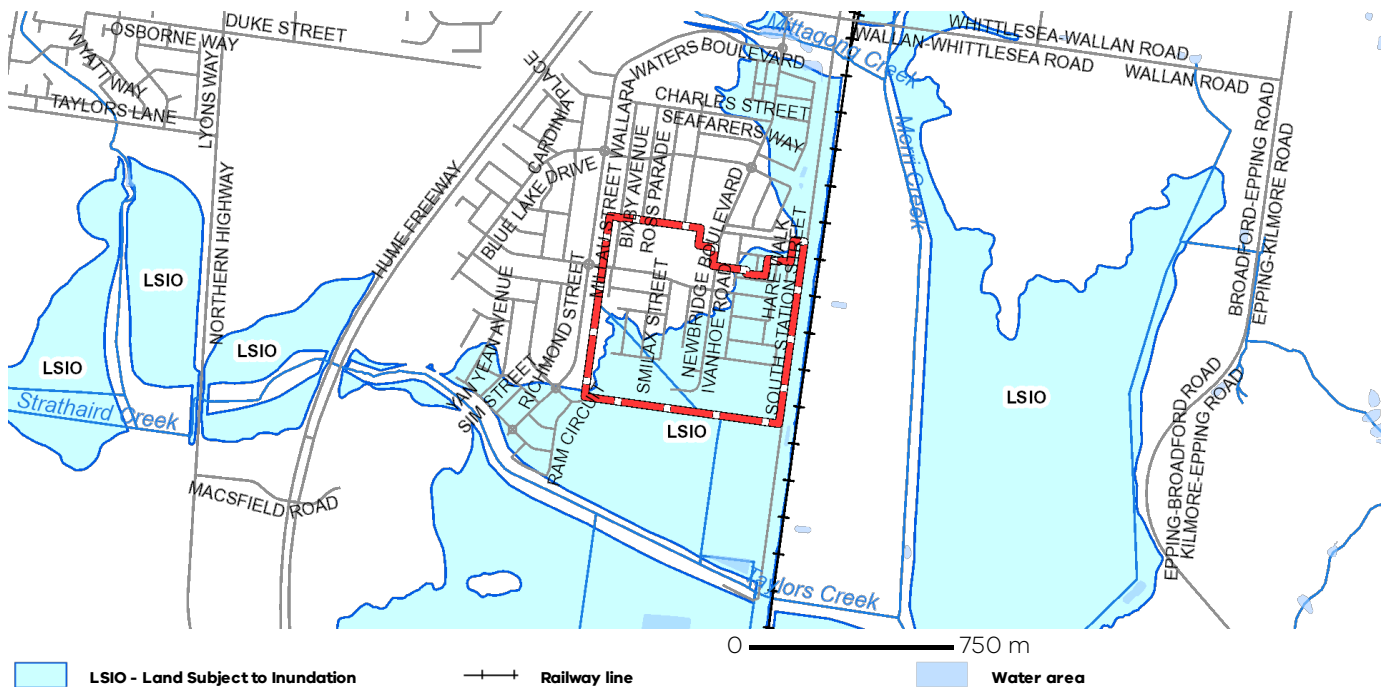 DUKE STREET
OSBORNE WAY
WYATT WAY
TAYLORS LANE
LYONS WAY
NORTHERN HIGHWAY
HUME FREEWAY
CARDINIA PLACE
BLUE LAKE DRIVE
WALLARA WATERS BOULEVARD
CHARLES STREET
SEAFARERS WAY
Mittagong Creek
WHITTLESEA-WALLAN ROAD
WALLAN-WHITTLESEA ROAD
WALLAN ROAD
Merri Creek
BROADFORD-EPPING ROAD
EPPING-KILMORE ROAD
MILLAU STREET
BIXBY AVENUE
ROSS PARADE
NEWBRIDGE BOULEVARD
IVANHOE ROAD
HARE WALK
SOUTH STATION STREET
SMILAX STREET
RICHMOND STREET
YAN YEAN AVENUE
SIM STREET
RAM CIRCUIT
LSIO
LSIO
LSIO
LSIO
LSIO
Strathaird Creek
MACSFIELD ROAD
EPPING-BROADFORD ROAD
KILMORE-EPPING ROAD
Taylors Creek
0 750 m
LSIO - Land Subject to Inundation
Railway line
Water area